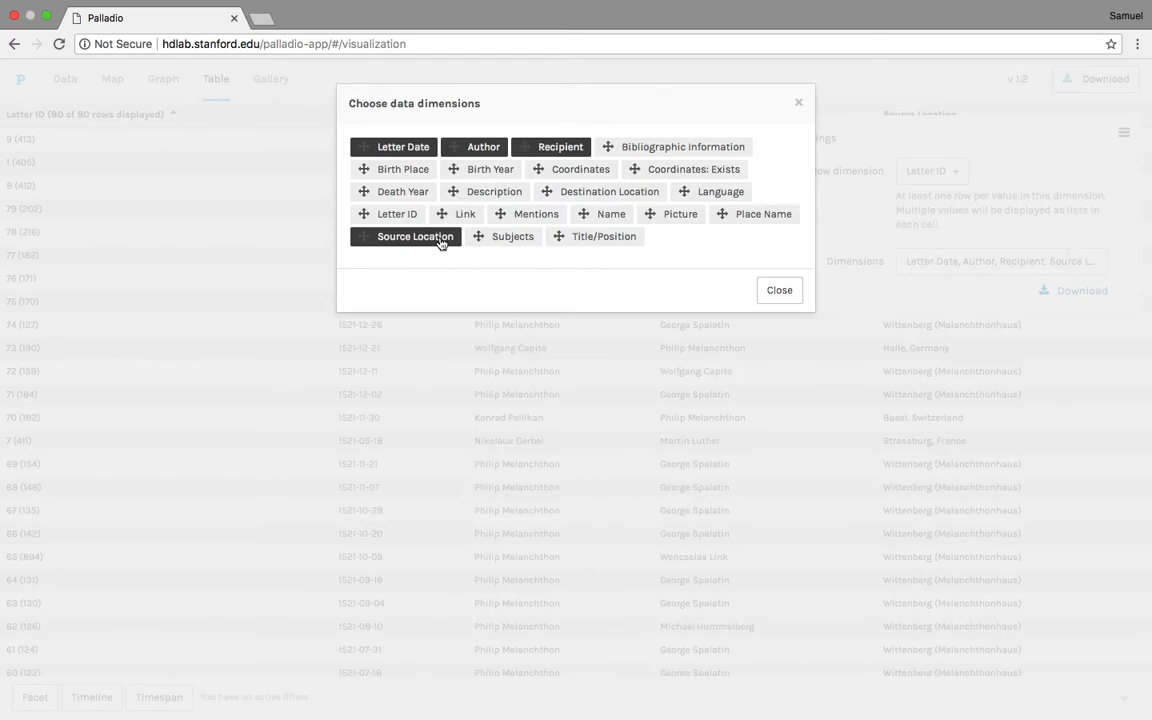 Palladio
Samuel
Not Secure hdlab.stanford.edu/palladio-app/#/visualization
Data Map Graph Table Gallery v 1.2 Download
Letter ID (80 of 80 rows displayed) Source Location
Choose data dimensions ×
Letter Date Author Recipient Bibliographic Information
Birth Place Birth Year Coordinates Coordinates: Exists
Death Year Description Destination Location Language
Letter ID Link Mentions Name Picture Place Name
Source Location Subjects Title/Position
Close
Letter ID
At least one row per value in this dimension.
Multiple values will be displayed as lists in
each cell.
Dimensions Letter Date, Author, Recipient, Source L...
Download
9 (413)
1 (405)
8 (412)
79 (202)
78 (216)
77 (182)
76 (171)
75 (170)
74 (127) 1521-12-26 Philip Melanchthon George Spalatin Wittenberg (Melanchthonhaus)
73 (180) 1521-12-21 Wolfgang Capito Philip Melanchthon Halle, Germany
72 (159) 1521-12-11 Philip Melanchthon Wolfgang Capito Wittenberg (Melanchthonhaus)
71 (184) 1521-12-02 Philip Melanchthon George Spalatin Wittenberg (Melanchthonhaus)
70 (162) 1521-11-30 Konrad Pellikan Philip Melanchthon Basel, Switzerland
7 (411) 1521-05-18 Nikolaus Gerbel Martin Luther Strassburg, France
69 (154) 1521-11-21 Philip Melanchthon George Spalatin Wittenberg (Melanchthonhaus)
68 (148) 1521-11-07 Philip Melanchthon George Spalatin Wittenberg (Melanchthonhaus)
67 (135) 1521-10-29 Philip Melanchthon George Spalatin Wittenberg (Melanchthonhaus)
66 (142) 1521-10-20 Philip Melanchthon George Spalatin Wittenberg (Melanchthonhaus)
65 (894) 1521-10-09 Philip Melanchthon Wenceslas Link Wittenberg (Melanchthonhaus)
64 (131) 1521-09-16 Philip Melanchthon George Spalatin Wittenberg (Melanchthonhaus)
63 (130) 1521-09-04 Philip Melanchthon George Spalatin Wittenberg (Melanchthonhaus)
62 (126) 1521-08-10 Philip Melanchthon Michael Hummelberg Wittenberg (Melanchthonhaus)
61 (124) 1521-07-31 Philip Melanchthon George Spalatin Wittenberg (Melanchthonhaus)
60 (122) 1521-07-18 Philip Melanchthon George Spalatin Wittenberg (Melanchthonhaus)
Facet Timeline Timespan You have no active filters